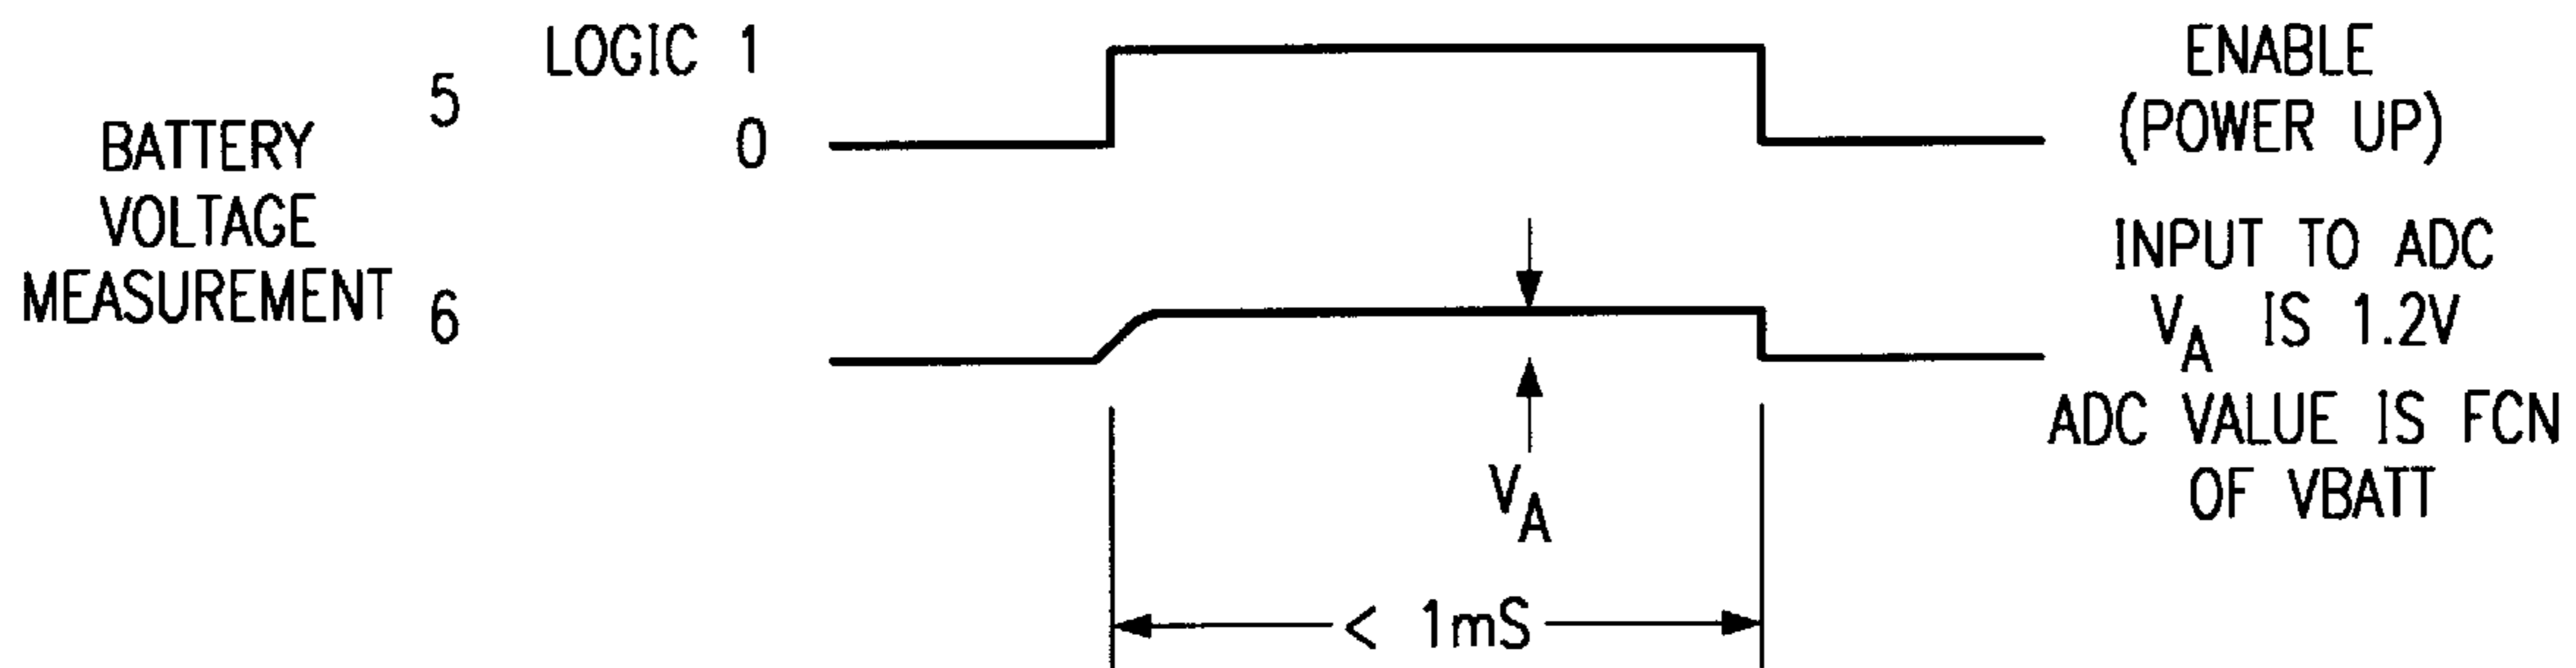 BATTERY
VOLTAGE
MEASUREMENT
5
LOGIC 1
0
ENABLE
(POWER UP)
6
INPUT TO ADC
VA IS 1.2V
ADC VALUE IS FCN
OF VBATT
VA
< 1mS